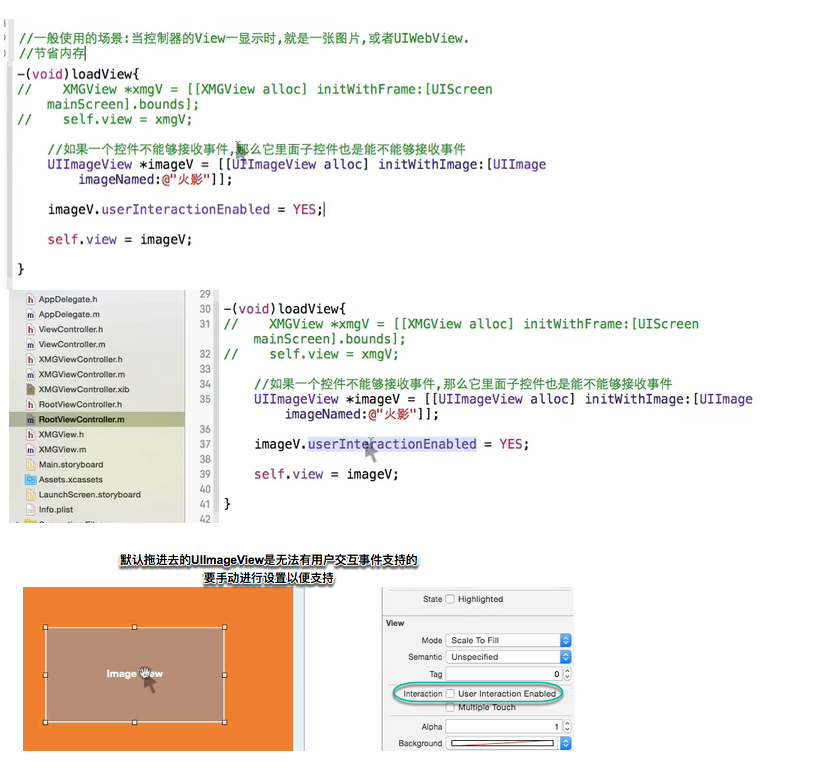 //一般使用的场景:当控制器的View一显示时,就是一张图片,或者UIWebView.
//节省内存
-(void)loadView{
//    XMGView *xmgV = [[XMGView alloc] initWithFrame:[UIScreen
mainScreen].bounds];
//    self.view = xmgV;
//如果一个控件不能够接收事件,那么它里面子控件也是能不能够接收事件
UIImageView *imageV = [[UIImageView alloc] initWithImage:[UIImage
imageNamed:@"火影"]];
imageV.userInteractionEnabled = YES;
self.view = imageV;
}
AppDelegate.h
AppDelegate.m
ViewController.h
ViewController.m
XMGViewController.h
XMGViewController.m
XMGViewController.xib
RootViewController.h
RootViewController.m
XMGView.h
XMGView.m
Main.storyboard
Assets.xcassets
LaunchScreen.storyboard
Info.plist
29
30 -(void)loadView{
31 //    XMGView *xmgV = [[XMGView alloc] initWithFrame:[UIScreen
mainScreen].bounds];
32 //    self.view = xmgV;
33
34 //如果一个控件不能够接收事件,那么它里面子控件也是能不能够接收事件
35 UIImageView *imageV = [[UIImageView alloc] initWithImage:[UIImage
imageNamed:@"火影"]];
36
37 imageV.userInteractionEnabled = YES;
38
39 self.view = imageV;
40
41 }
42
默认拖进去的UIImageView是无法有用户交互事件支持的
要手动进行设置以便支持
Image View
State Highlighted
View
Mode Scale To Fill
Semantic Unspecified
Tag 0
Interaction User Interaction Enabled
Multiple Touch
Alpha 1
Background